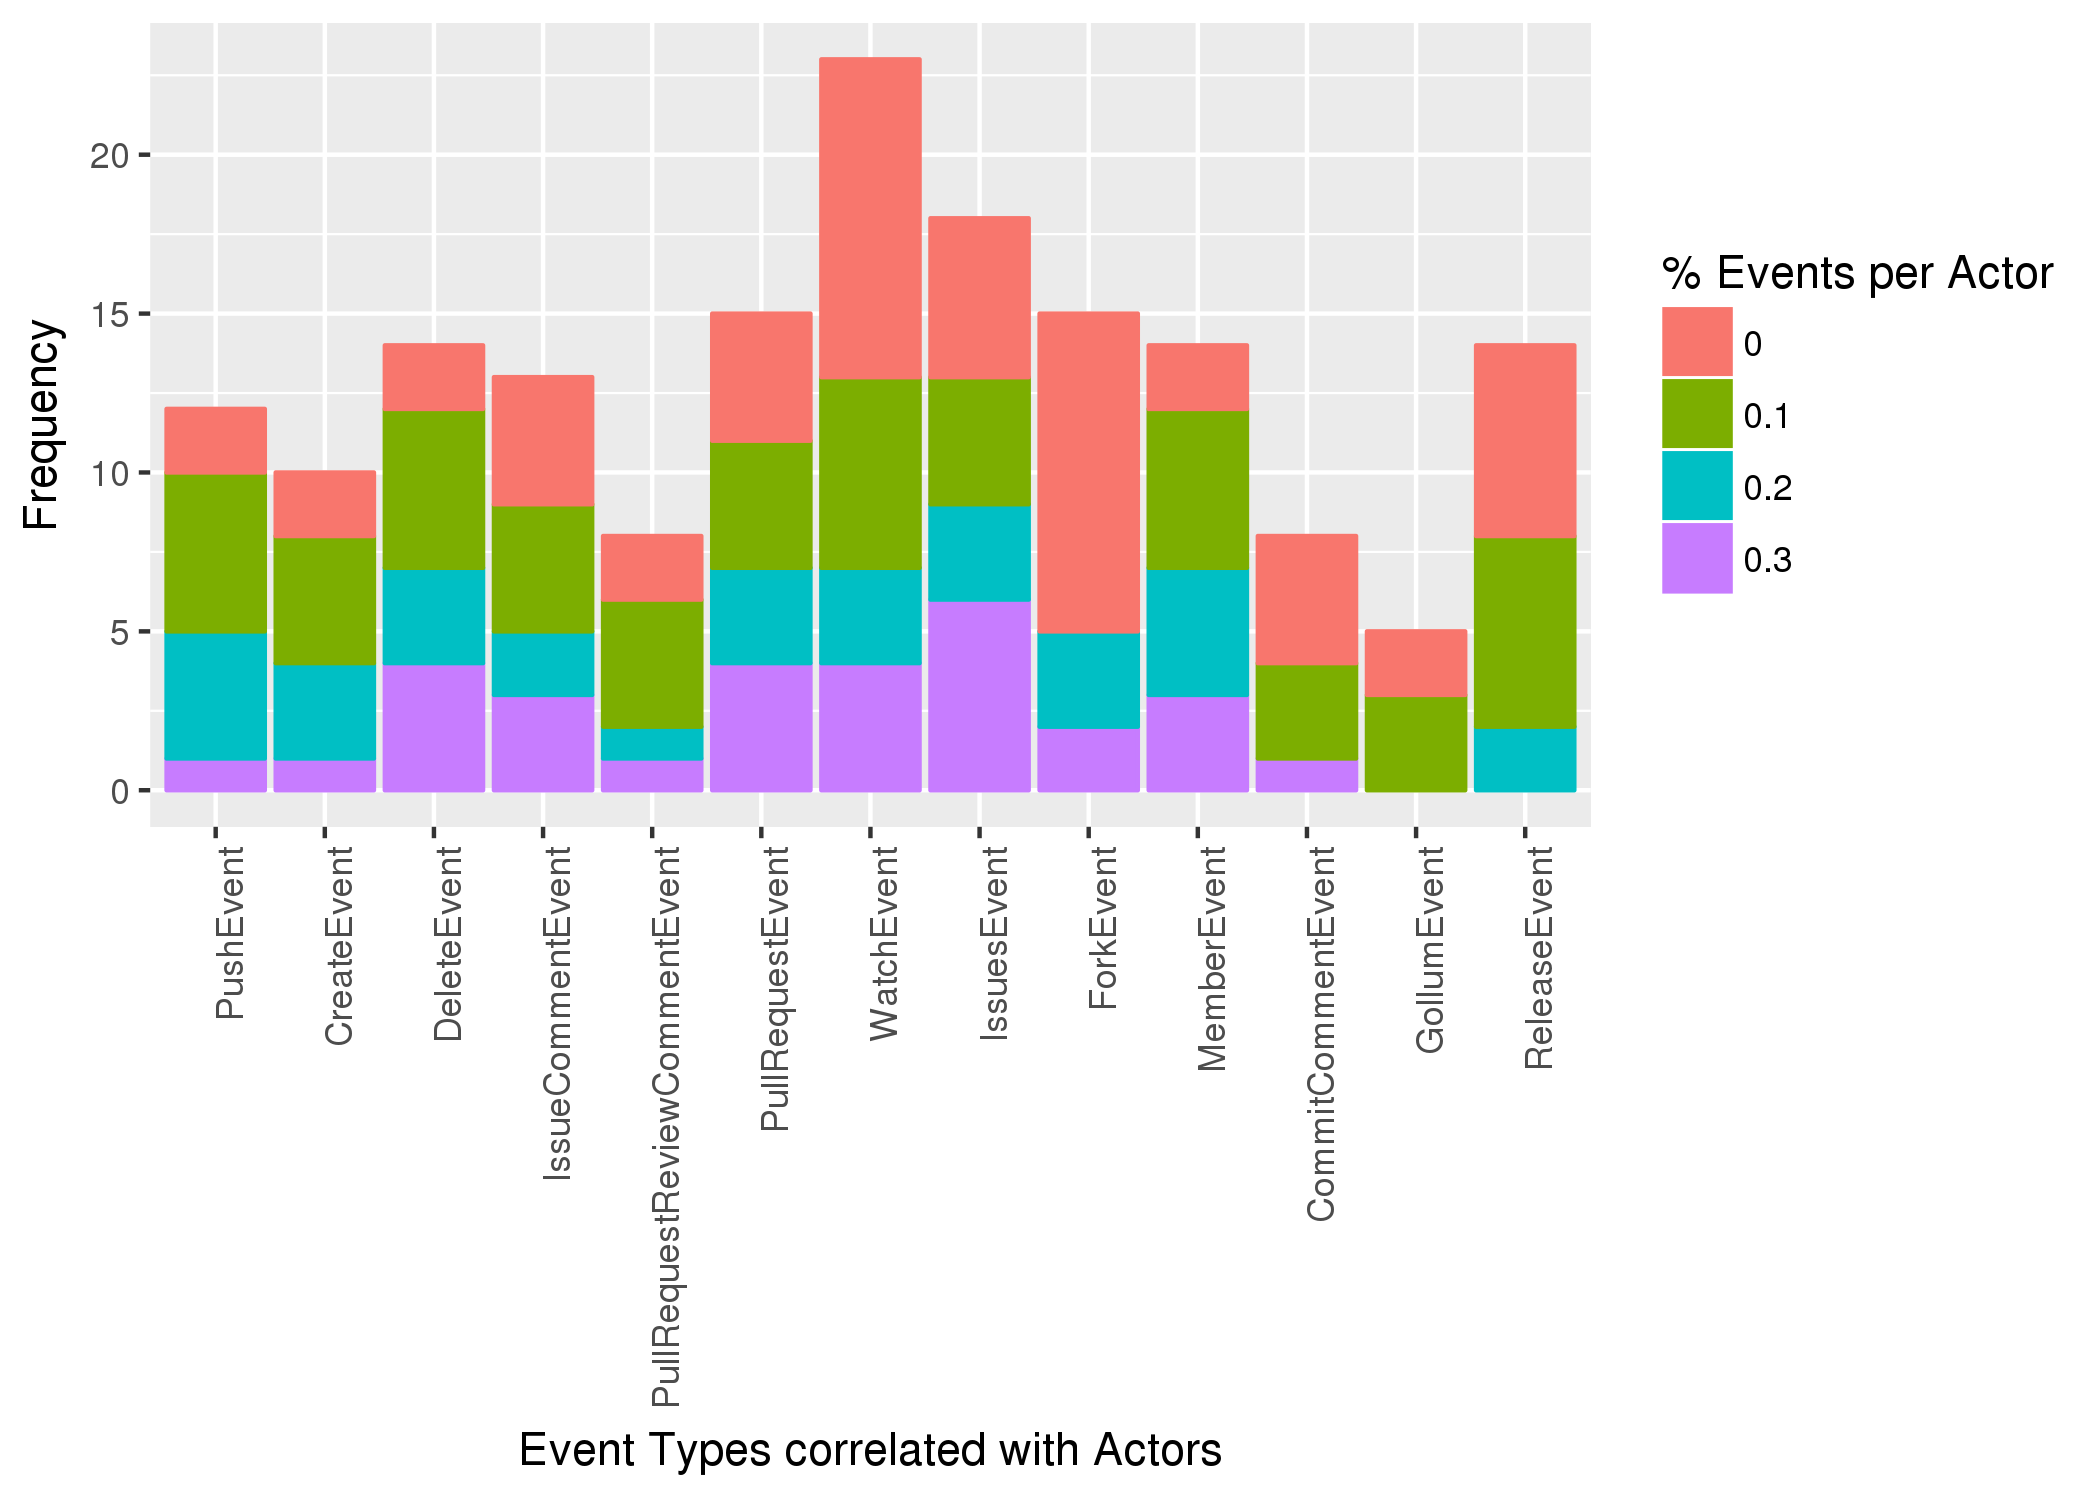 Frequency
20
15
10
5
0
PushEvent
CreateEvent
DeleteEvent
IssueCommentEvent
PullRequestReviewCommentEvent
PullRequestEvent
WatchEvent
IssuesEvent
ForkEvent
MemberEvent
CommitCommentEvent
GollumEvent
ReleaseEvent
Event Types correlated with Actors
% Events per Actor
0
0.1
0.2
0.3